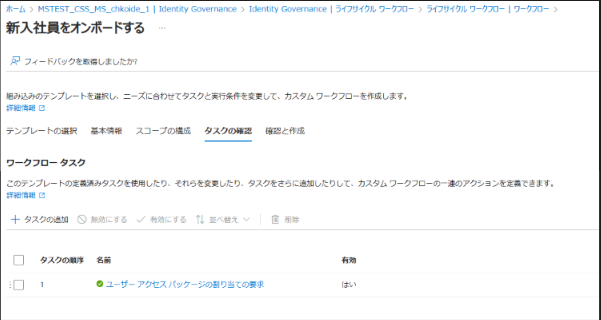 ホーム > MSTEST_CSS_MS_chkoide_1 | Identity Governance > Identity Governance | ライフサイクル ワークフロー > ライフサイクル ワークフロー | ワークフロー >
新入社員をオンボードする ...
フィードバックを取得しましたか?
組み込みのテンプレートを選択し、ニーズに合わせてタスクと実行条件を変更して、カスタム ワークフローを作成します。
詳細情報
テンプレートの選択 基本情報 スコープの構成 タスクの確認 確認と作成
ワークフロー タスク
このテンプレートの定義済みタスクを使用したり、それらを変更したり、タスクをさらに追加したりして、カスタム ワークフローの一連のアクションを定義できます。
詳細情報
+ タスクの追加 無効にする 有効にする 並べ替え 削除
タスクの順序 名前 有効
1 ユーザー アクセス パッケージの割り当ての要求 はい